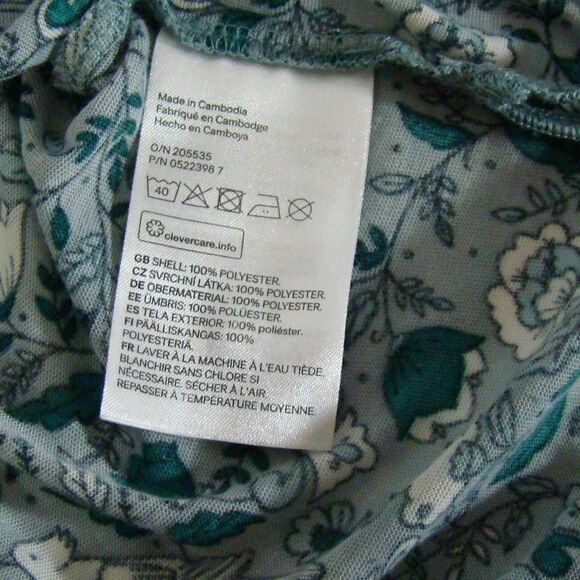 Made in Cambodia
Fabriqué en Cambodge
Hecho en Camboya
O/N 205535
P/N 0522398 7
40
clevercare.info
GB SHELL: 100% POLYESTER.
CZ SVRCHNÍ LÁTKA: 100% POLYESTER.
DE OBERMATERIAL: 100% POLYESTER.
EE ÜMBRIS: 100% POLÜESTER.
ES TELA EXTERIOR: 100% poliéster.
FI PÄÄLLISKANGAS: 100%
POLYESTERIÄ.
FR LAVER À LA MACHINE À L'EAU TIÈDE.
BLANCHIR SANS CHLORE SI
NÉCESSAIRE. SÉCHER À L'AIR.
REPASSER À TEMPÉRATURE MOYENNE.